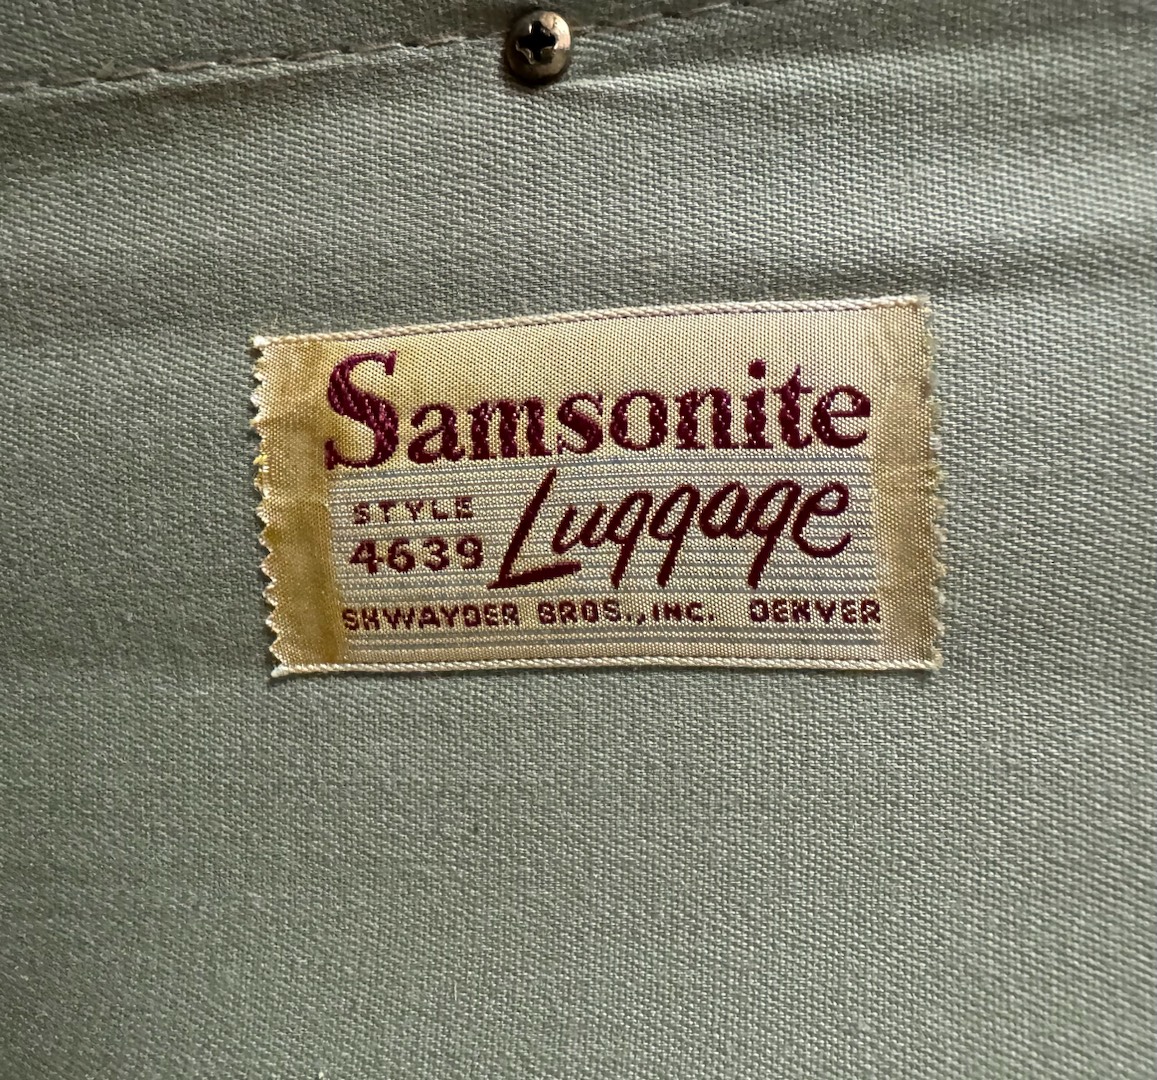 Samsonite
STYLE
4639 Luggage
SHWAYDER BROS., INC. DENVER